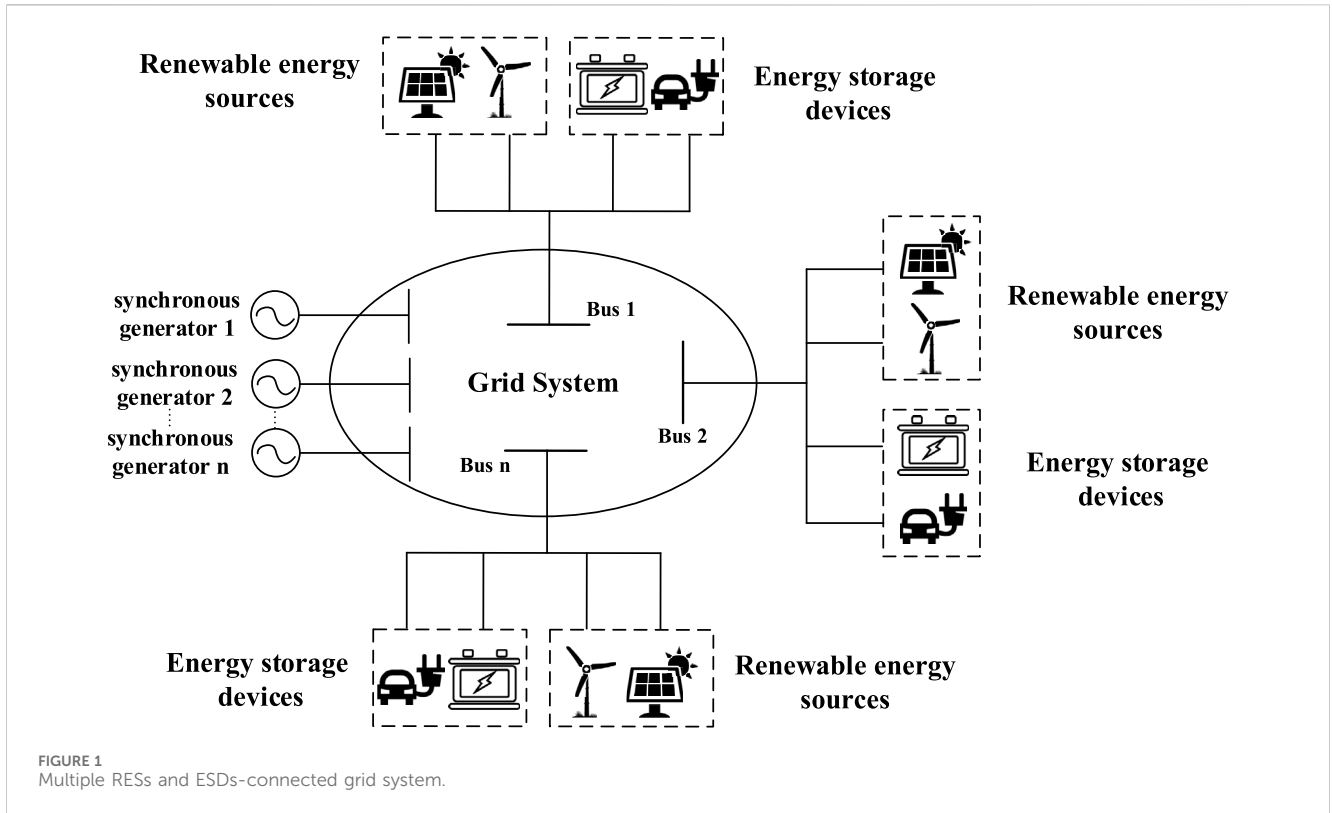 Renewable energy
sources
Energy storage
devices
synchronous
generator 1
Bus 1
Renewable energy
sources
synchronous
generator 2
Grid System
Bus 2
synchronous
generator n
Bus n
Energy storage
devices
Energy storage
devices
Renewable energy
sources
FIGURE 1
Multiple RESs and ESDs-connected grid system.